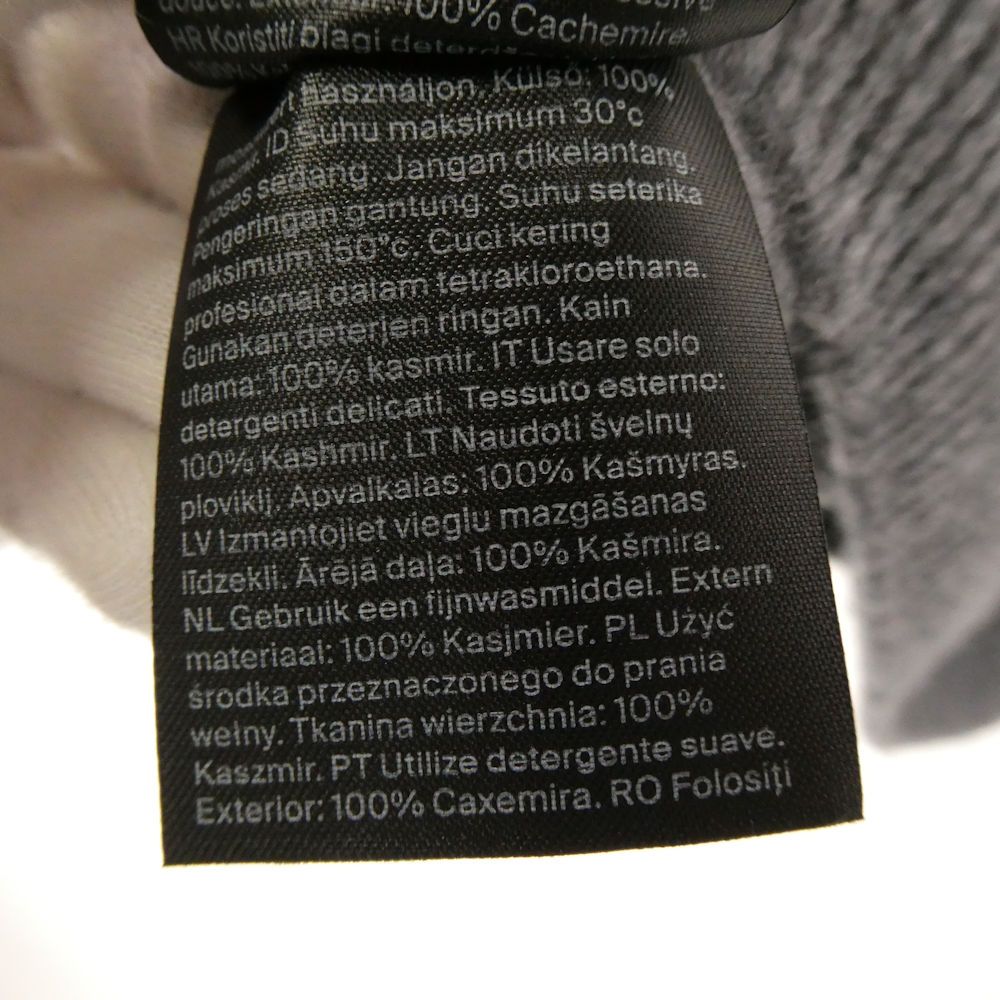 100% Cachemire.
HR Koristiti blagi
használjon. Külső: 100%
ID Suhu maksimum 30°c
proses sedang. Jangan dikelantang.
Pengeringan gantung. Suhu seterika
maksimum 150°c. Cuci kering
profesional dalam tetrakloroethana.
Gunakan deterjen ringan. Kain
utama: 100% kasmir. IT Usare solo
detergenti delicati. Tessuto esterno:
100% Kashmir. LT Naudoti švelnų
ploviklį. Apvalkalas: 100% Kašmyras.
LV Izmantojiet vieglu mazgāšanas
līdzekli. Ārējā daļa: 100% Kašmira.
NL Gebruik een fijnwasmiddel. Extern
materiaal: 100% Kasjmier. PL Użyć
środka przeznaczonego do prania
wełny. Tkanina wierzchnia: 100%
Kaszmir. PT Utilize detergente suave.
Exterior: 100% Caxemira. RO Folosiți